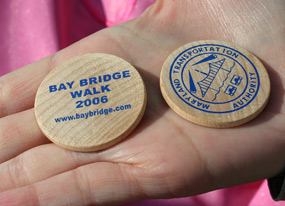 BAY BRIDGE
WALK
2006
www.baybridge.com
MARYLAND TRANSPORTATION AUTHORITY